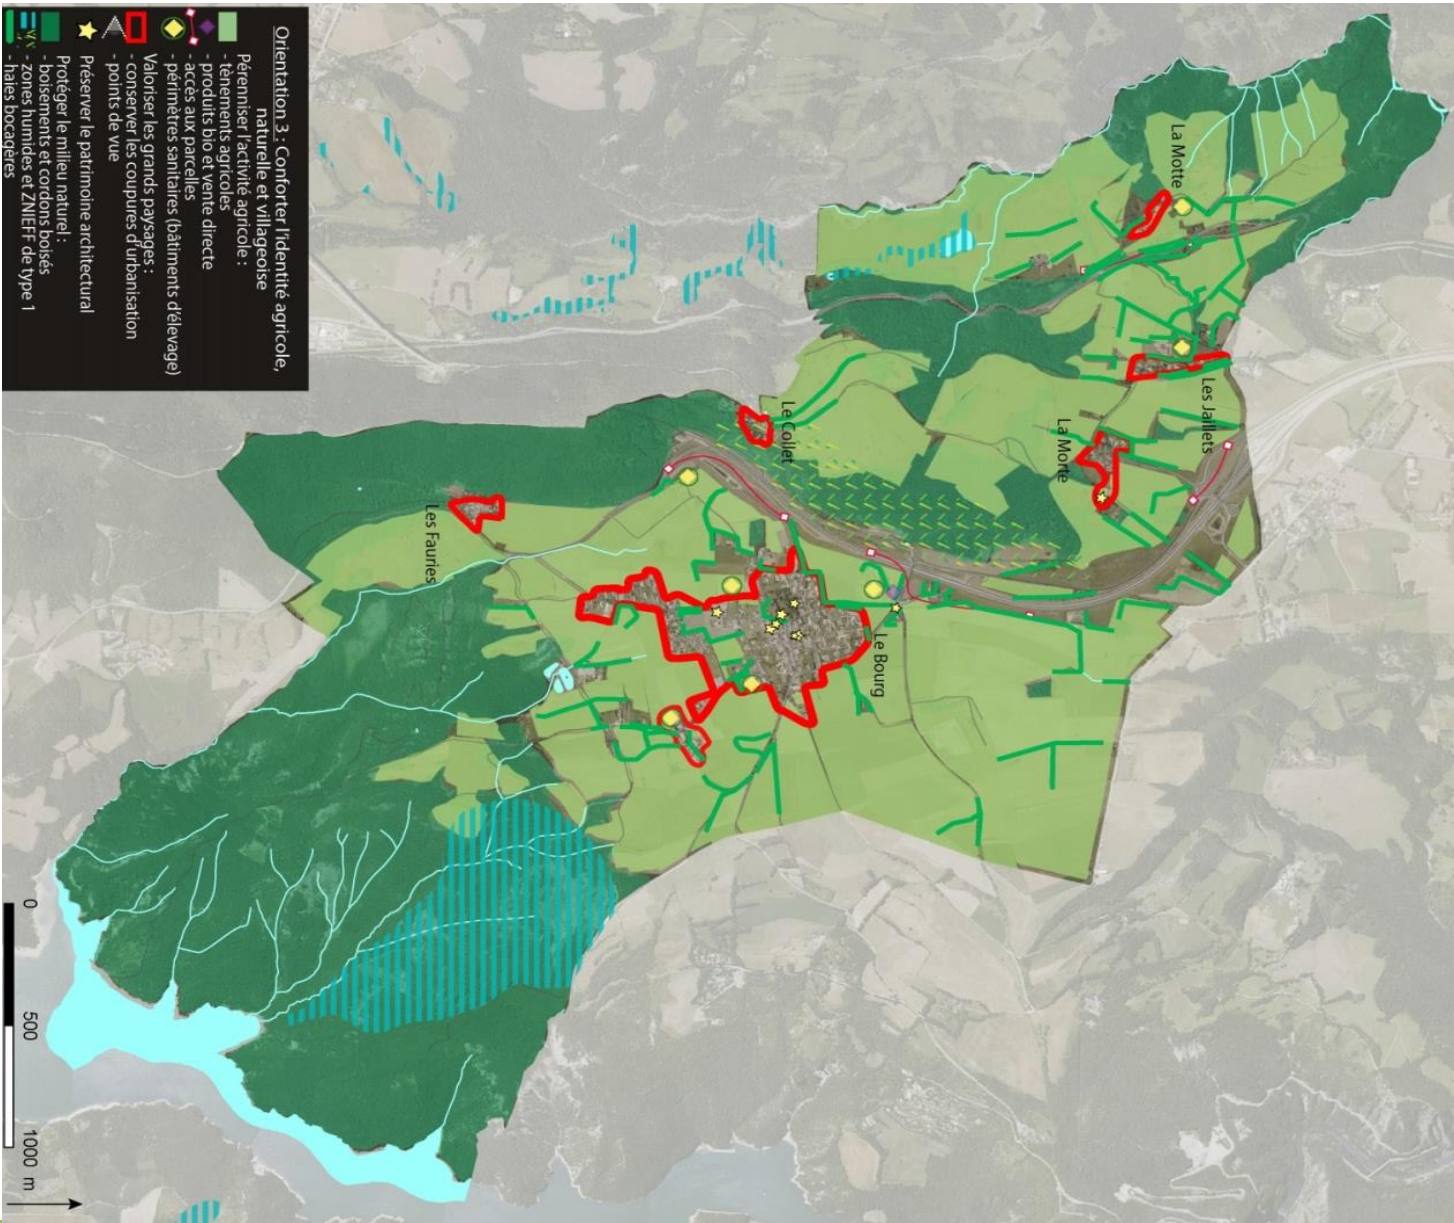 Orientation 3 : Conforter l'identité agricole,
naturelle et villageoise
Pérenniser l'activité agricole :
- tènements agricoles
- produits bio et vente directe
- accès aux parcelles
- périmètres sanitaires (bâtiments d'élevage)
Valoriser les grands paysages :
- conserver les coupures d'urbanisation
- points de vue
Préserver le patrimoine architectural
Protéger le milieu naturel :
- boisements et cordons boisés
- zones humides et ZNIEFF de type 1
- haies bocagères
La Motte
Les Jaillets
La Morte
Le Collet
Les Fauries
Le Bourg
0 500 1000 m